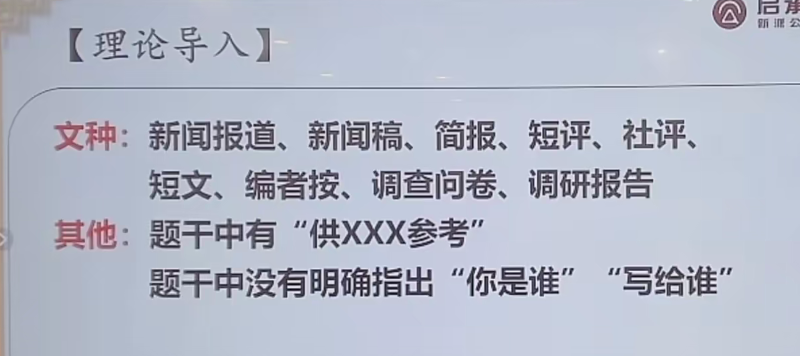 启承
新派公
【理论导入】
文种：新闻报道、新闻稿、简报、短评、社评、
短文、编者按、调查问卷、调研报告
其他：题干中有“供XXX参考”
题干中没有明确指出“你是谁”“写给谁”